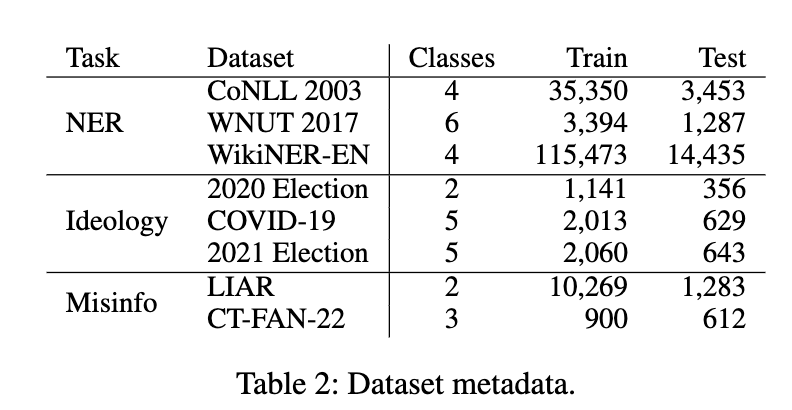 Task Dataset Classes Train Test
CoNLL 2003 4 35,350 3,453
NER WNUT 2017 6 3,394 1,287
WikiNER-EN 4 115,473 14,435
2020 Election 2 1,141 356
Ideology COVID-19 5 2,013 629
2021 Election 5 2,060 643
Misinfo LIAR 2 10,269 1,283
CT-FAN-22 3 900 612
Table 2: Dataset metadata.